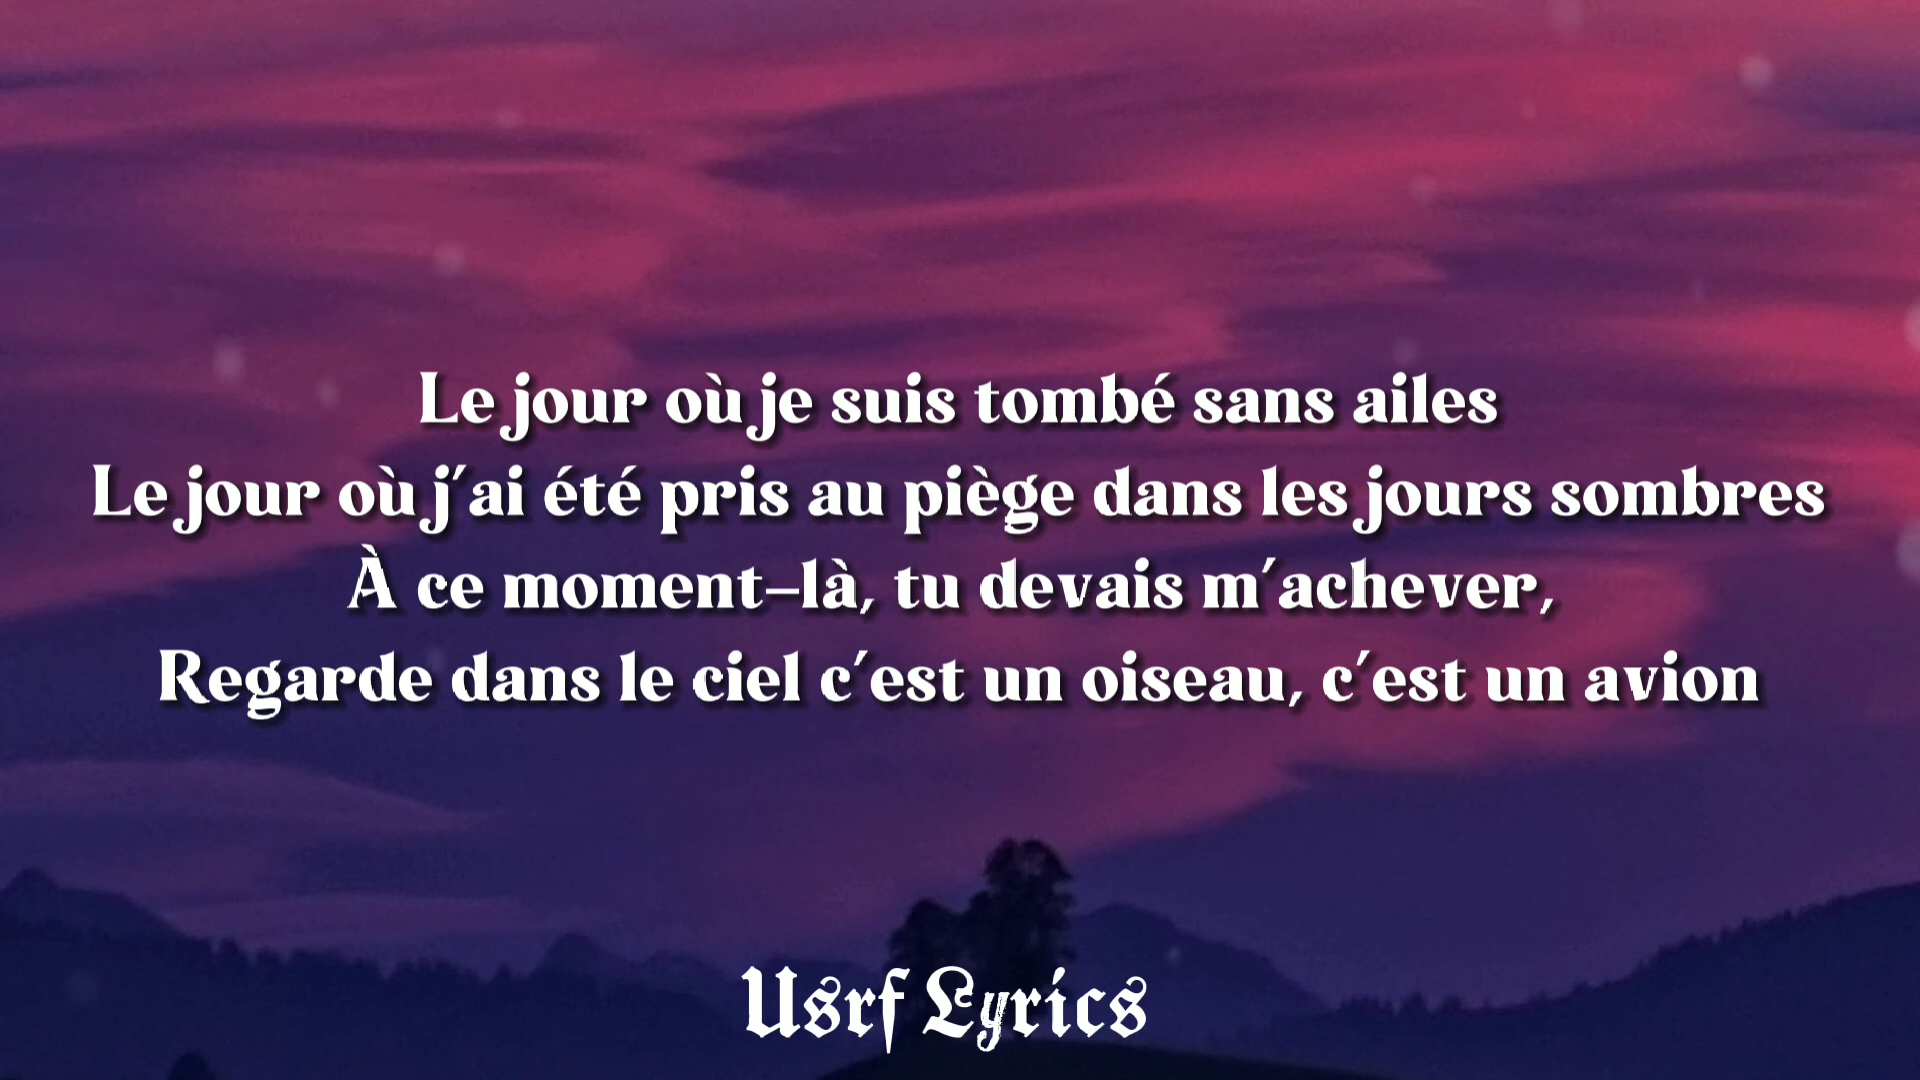 Le jour où je suis tombé sans ailes
Le jour où j'ai été pris au piège dans les jours sombres
À ce moment-là, tu devais m'achever,
Regarde dans le ciel c'est un oiseau, c'est un avion
Usrf Lyrics